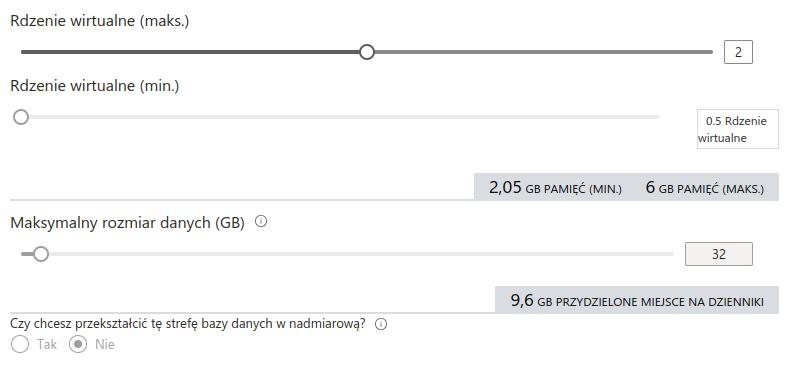 Rdzenie wirtualne (maks.)
2
Rdzenie wirtualne (min.)
0.5 Rdzenie
wirtualne
2,05 GB PAMIĘĆ (MIN.) 6 GB PAMIĘĆ (MAKS.)
Maksymalny rozmiar danych (GB)
32
9,6 GB PRZYDZIELONE MIEJSCE NA DZIENNIKI
Czy chcesz przekształcić tę strefę bazy danych w nadmiarową?
Tak Nie